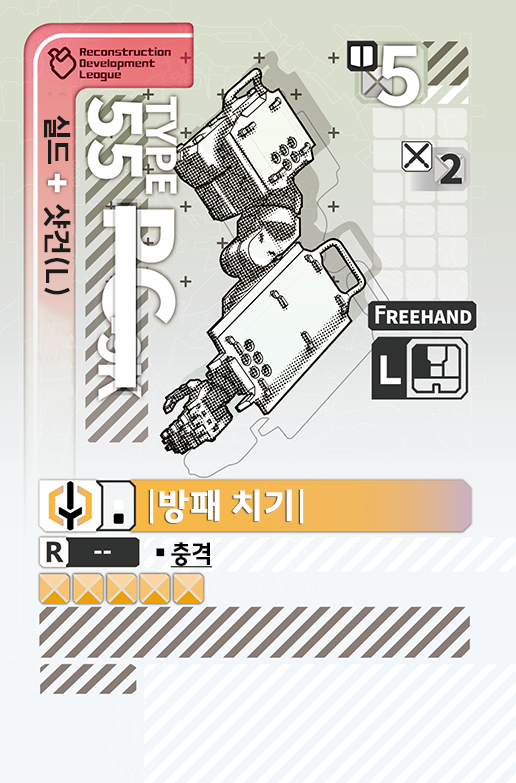 Reconstruction
Development
League
실드 + 샷건(L)
TYPE
55
5
2
FREEHAND
L
|방패 치기|
R --
▪ 충격